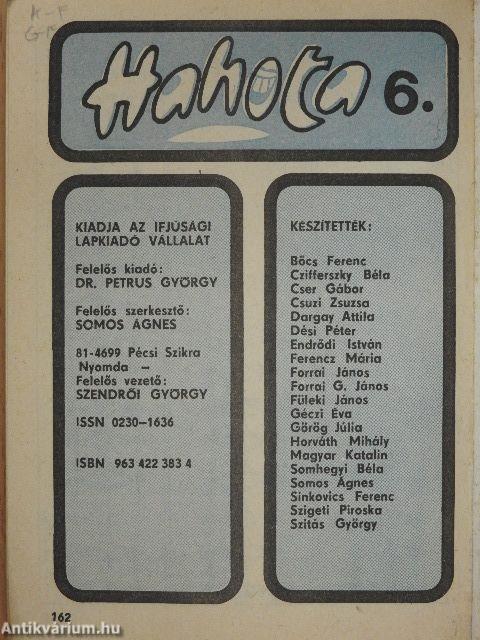 Hahota 6.
KIADJA AZ IFJÚSÁGI
LAPKIADÓ VÁLLALAT
Felelős kiadó:
DR. PETRUS GYÖRGY
Felelős szerkesztő:
SOMOS ÁGNES
81-4699 Pécsi Szikra
Nyomda —
Felelős vezető:
SZENDRŐI GYÖRGY
ISSN 0230-1636
ISBN 963 422 383 4
KÉSZÍTETTÉK:
Bőcs Ferenc
Czifferszky Béla
Cser Gábor
Csuzi Zsuzsa
Dargay Attila
Dési Péter
Endrődi István
Ferencz Mária
Forrai János
Forrai G. János
Füleki János
Géczi Éva
Görög Júlia
Horváth Mihály
Magyar Katalin
Somhegyi Béla
Somos Ágnes
Sinkovics Ferenc
Szigeti Piroska
Szitás György
162
Antikvárium.hu